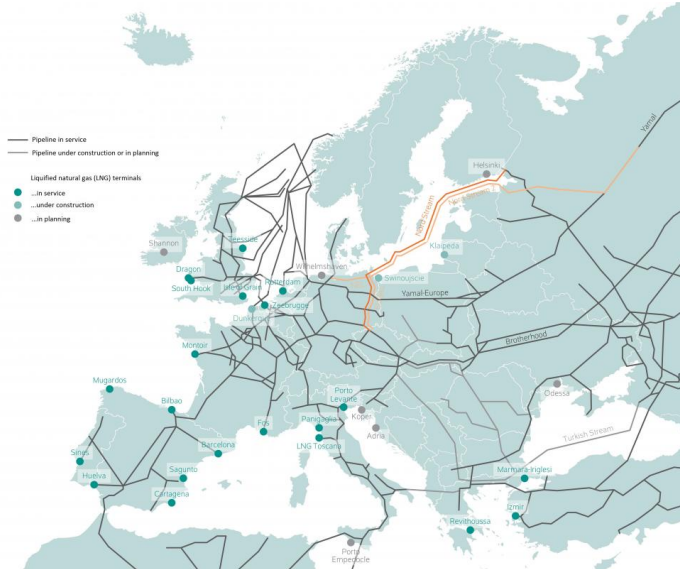 Pipeline in service
Pipeline under construction or in planning
Liquified natural gas (LNG) terminals
...in service
...under construction
...in planning
Yamal
Helsinki
Nord Stream
Shannon
Teesside
Klaipeda
Wilhelmshaven
Dragon
South Hook
Isle of Grain
Rotterdam
Swinoujscie
Zeebrugge
Yamal-Europe
Dunkerque
Brotherhood
Montoir
Mugardos
Bilbao
Porto
Levante
Koper
Odessa
Fos
Panigaglia
Adria
LNG Toscana
Turkish Stream
Barcelona
Sines
Huelva
Sagunto
Cartagena
Marmara Ereglesi
Izmir
Revithoussa
Porto
Empedocle